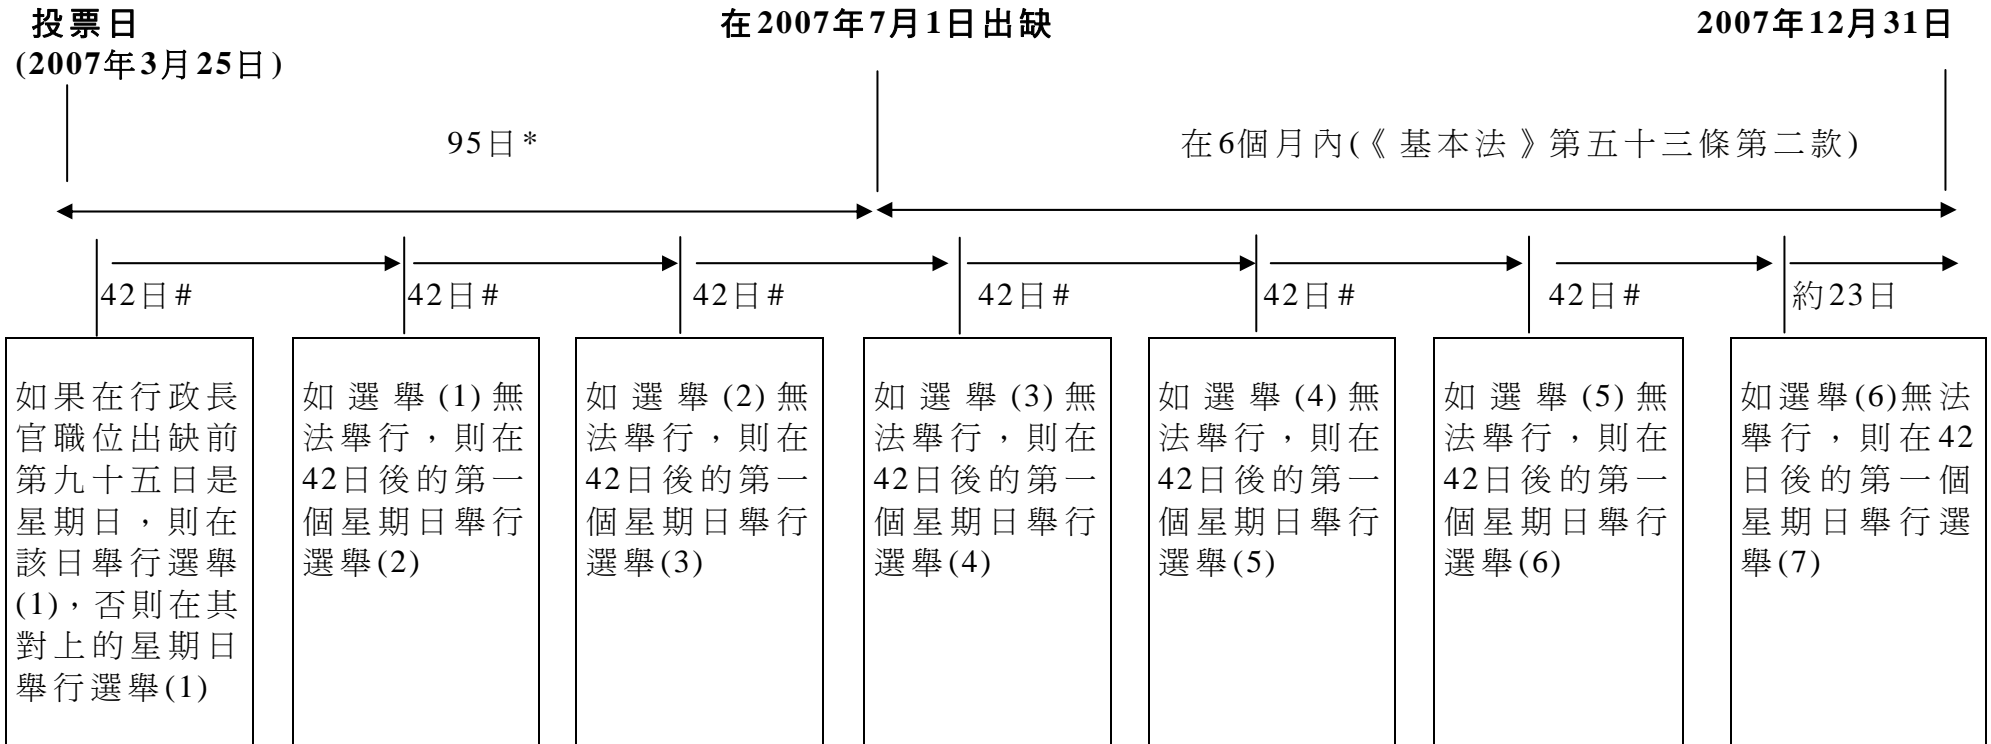 投票日
(2007年3月25日)
在2007年7月1日出缺
2007年12月31日
95日*
在6個月內(《基本法》第五十三條第二款)
42日#
42日#
42日#
42日#
42日#
42日#
約23日
如果在行政長
官職位出缺前
第九十五日是
星期日，則在
該日舉行選舉
(1)，否則在其
對上的星期日
舉行選舉(1)
如選舉(1)無
法舉行，則在
42日後的第一
個星期日舉行
選舉(2)
如選舉(2)無
法舉行，則在
42日後的第一
個星期日舉行
選舉(3)
如選舉(3)無
法舉行，則在
42日後的第一
個星期日舉行
選舉(4)
如選舉(4)無
法舉行，則在
42日後的第一
個星期日舉行
選舉(5)
如選舉(5)無
法舉行，則在
42日後的第一
個星期日舉行
選舉(6)
如選舉(6)無法
舉行，則在42
日後的第一個
星期日舉行選
舉(7)